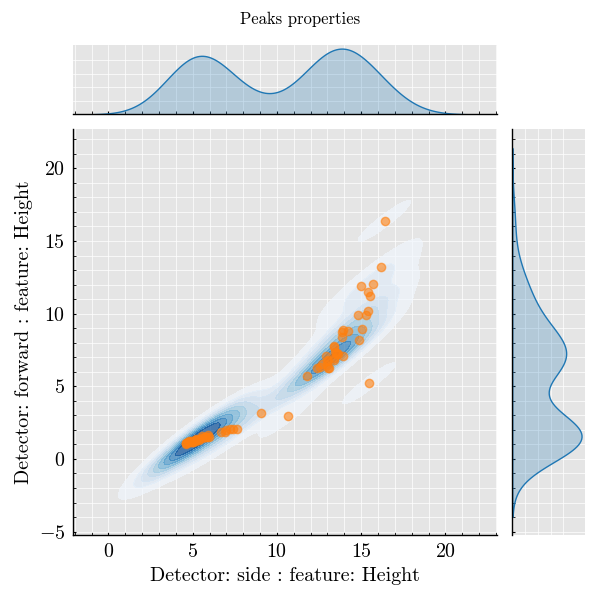 Peaks properties
20
15
10
5
0
−5
Detector: forward : feature: Height
0 5 10 15 20
Detector: side : feature: Height